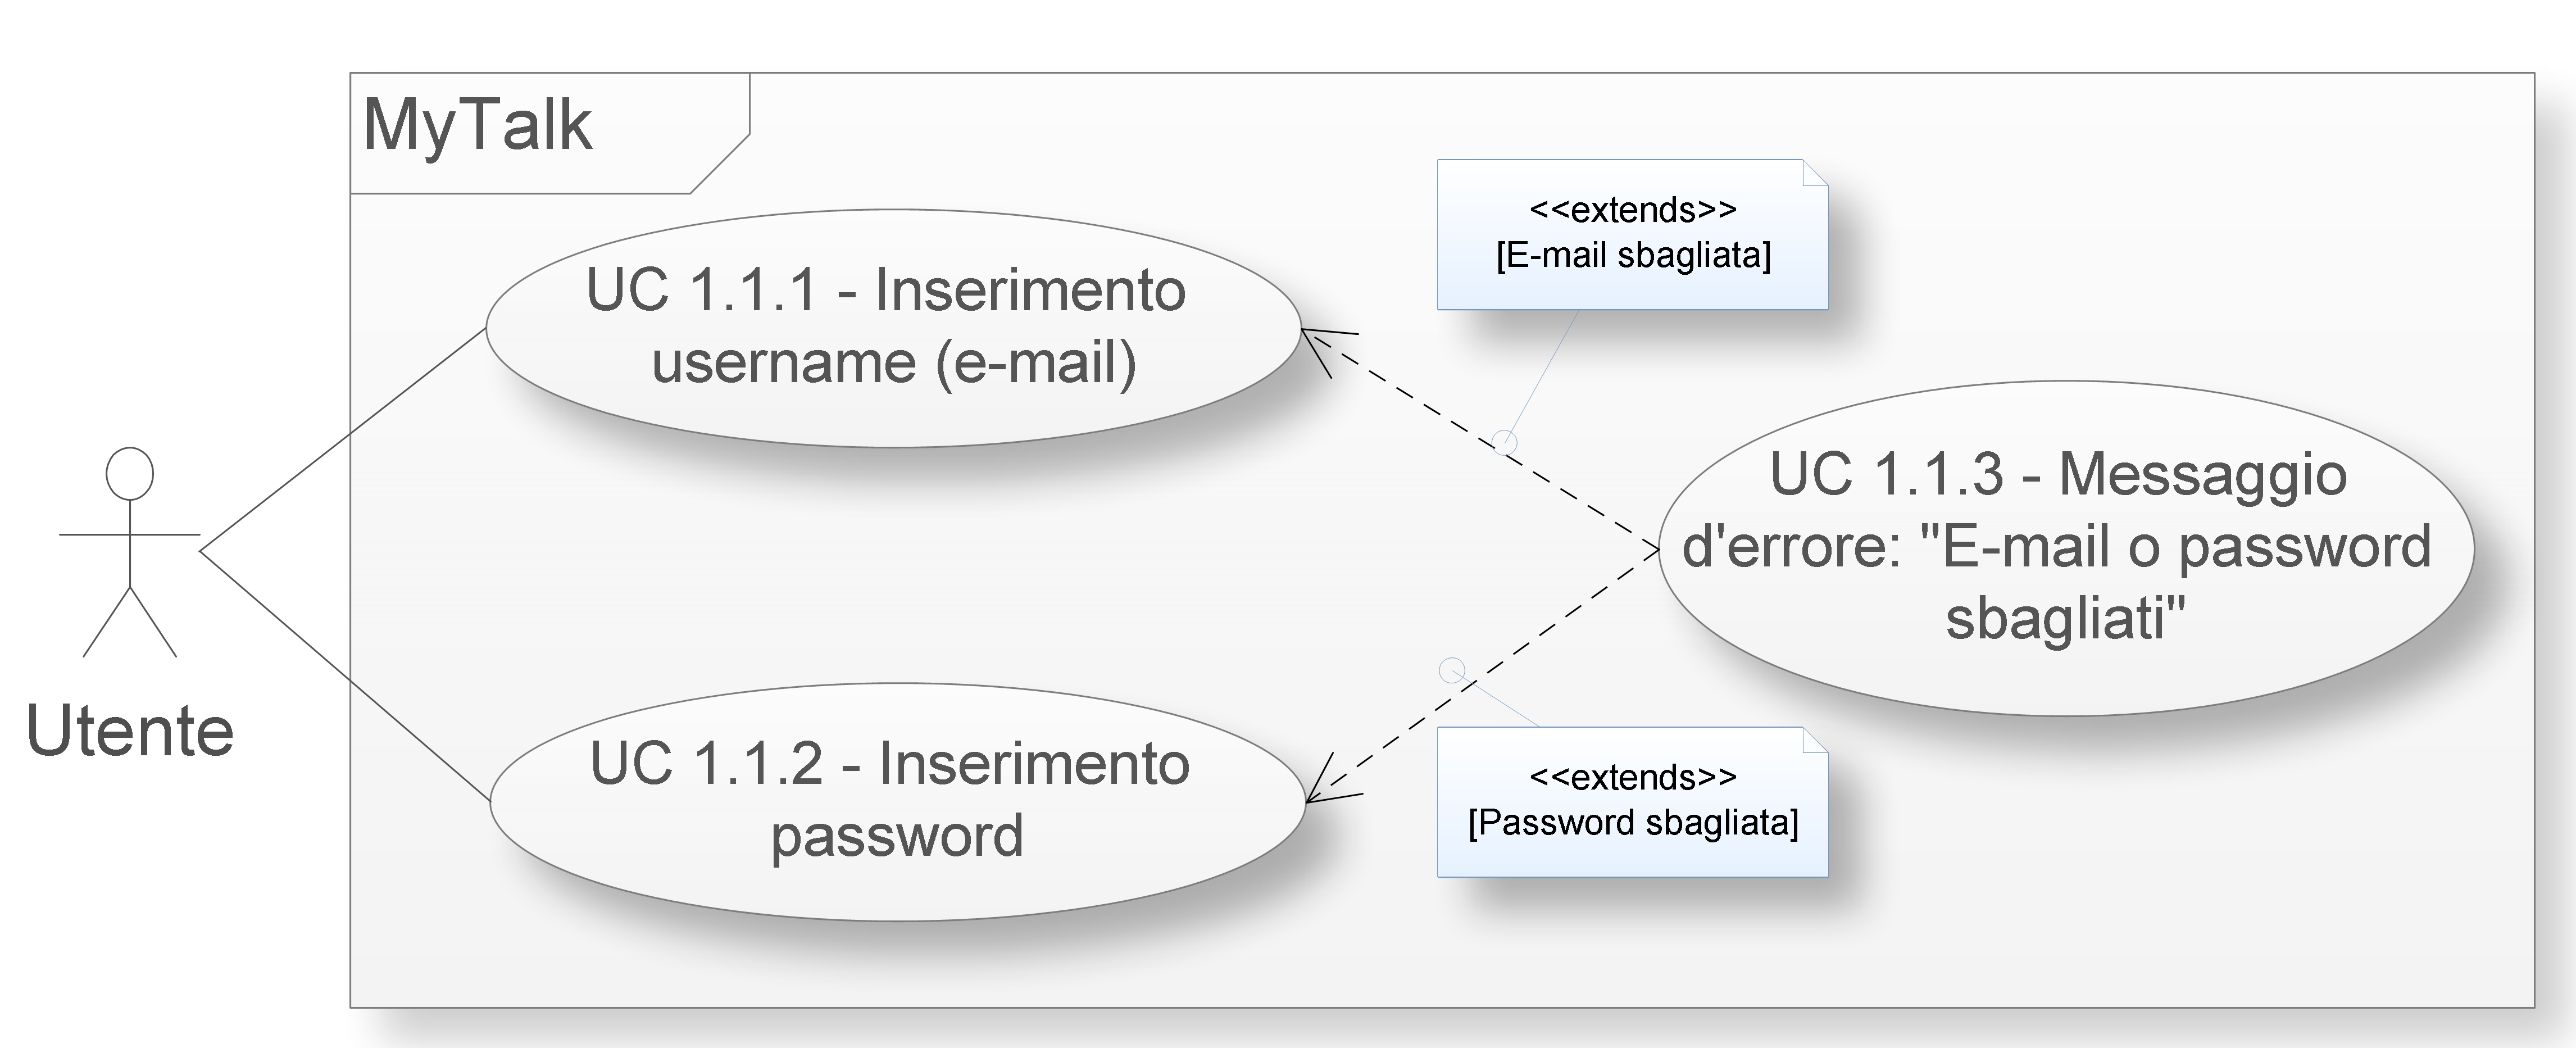 MyTalk
<<extends>>
[E-mail sbagliata]
UC 1.1.1 - Inserimento
username (e-mail)
UC 1.1.3 - Messaggio
d'errore: "E-mail o password
sbagliati"
Utente
UC 1.1.2 - Inserimento
password
<<extends>>
[Password sbagliata]